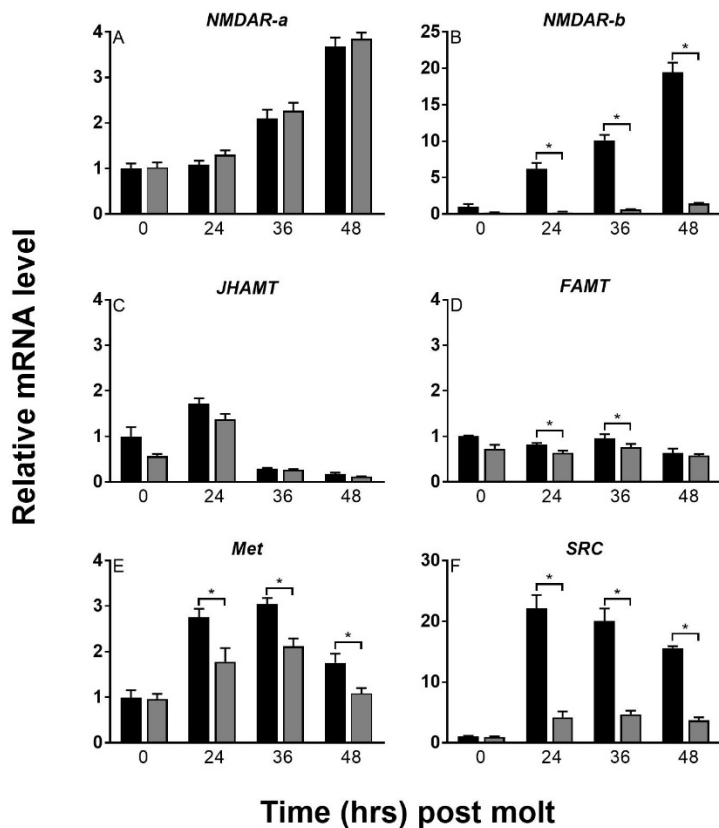 Relative mRNA level
A
NMDAR-a
4
3
2
1
0
0 24 36 48
B
NMDAR-b
25
20
15
10
5
0
* * *
0 24 36 48
C
JHAMT
4
3
2
1
0
0 24 36 48
D
FAMT
4
3
2
1
0
* *
0 24 36 48
E
Met
4
3
2
1
0
* * *
0 24 36 48
F
SRC
30
20
10
0
* * *
0 24 36 48
Time (hrs) post molt